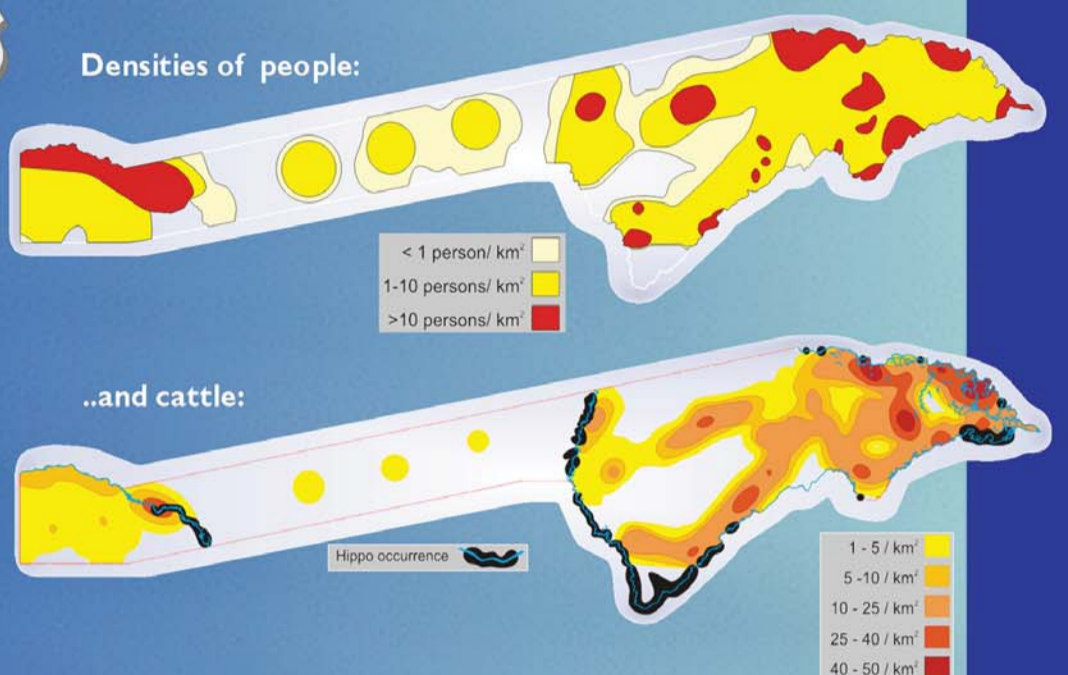 Densities of people:
< 1 person/ km²
1-10 persons/ km²
>10 persons/ km²
..and cattle:
Hippo occurrence
1 - 5 / km²
5 -10 / km²
10 - 25 / km²
25 - 40 / km²
40 - 50 / km²